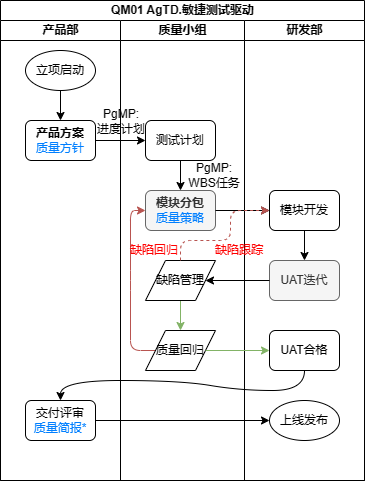 QM01 AgTD.敏捷测试驱动
产品部
质量小组
研发部
立项启动
PgMP:
进度计划
产品方案
质量方针
测试计划
PgMP:
WBS任务
模块分包
质量策略
模块开发
缺陷回归
缺陷跟踪
缺陷管理
UAT迭代
质量回归
UAT合格
交付评审
质量简报*
上线发布